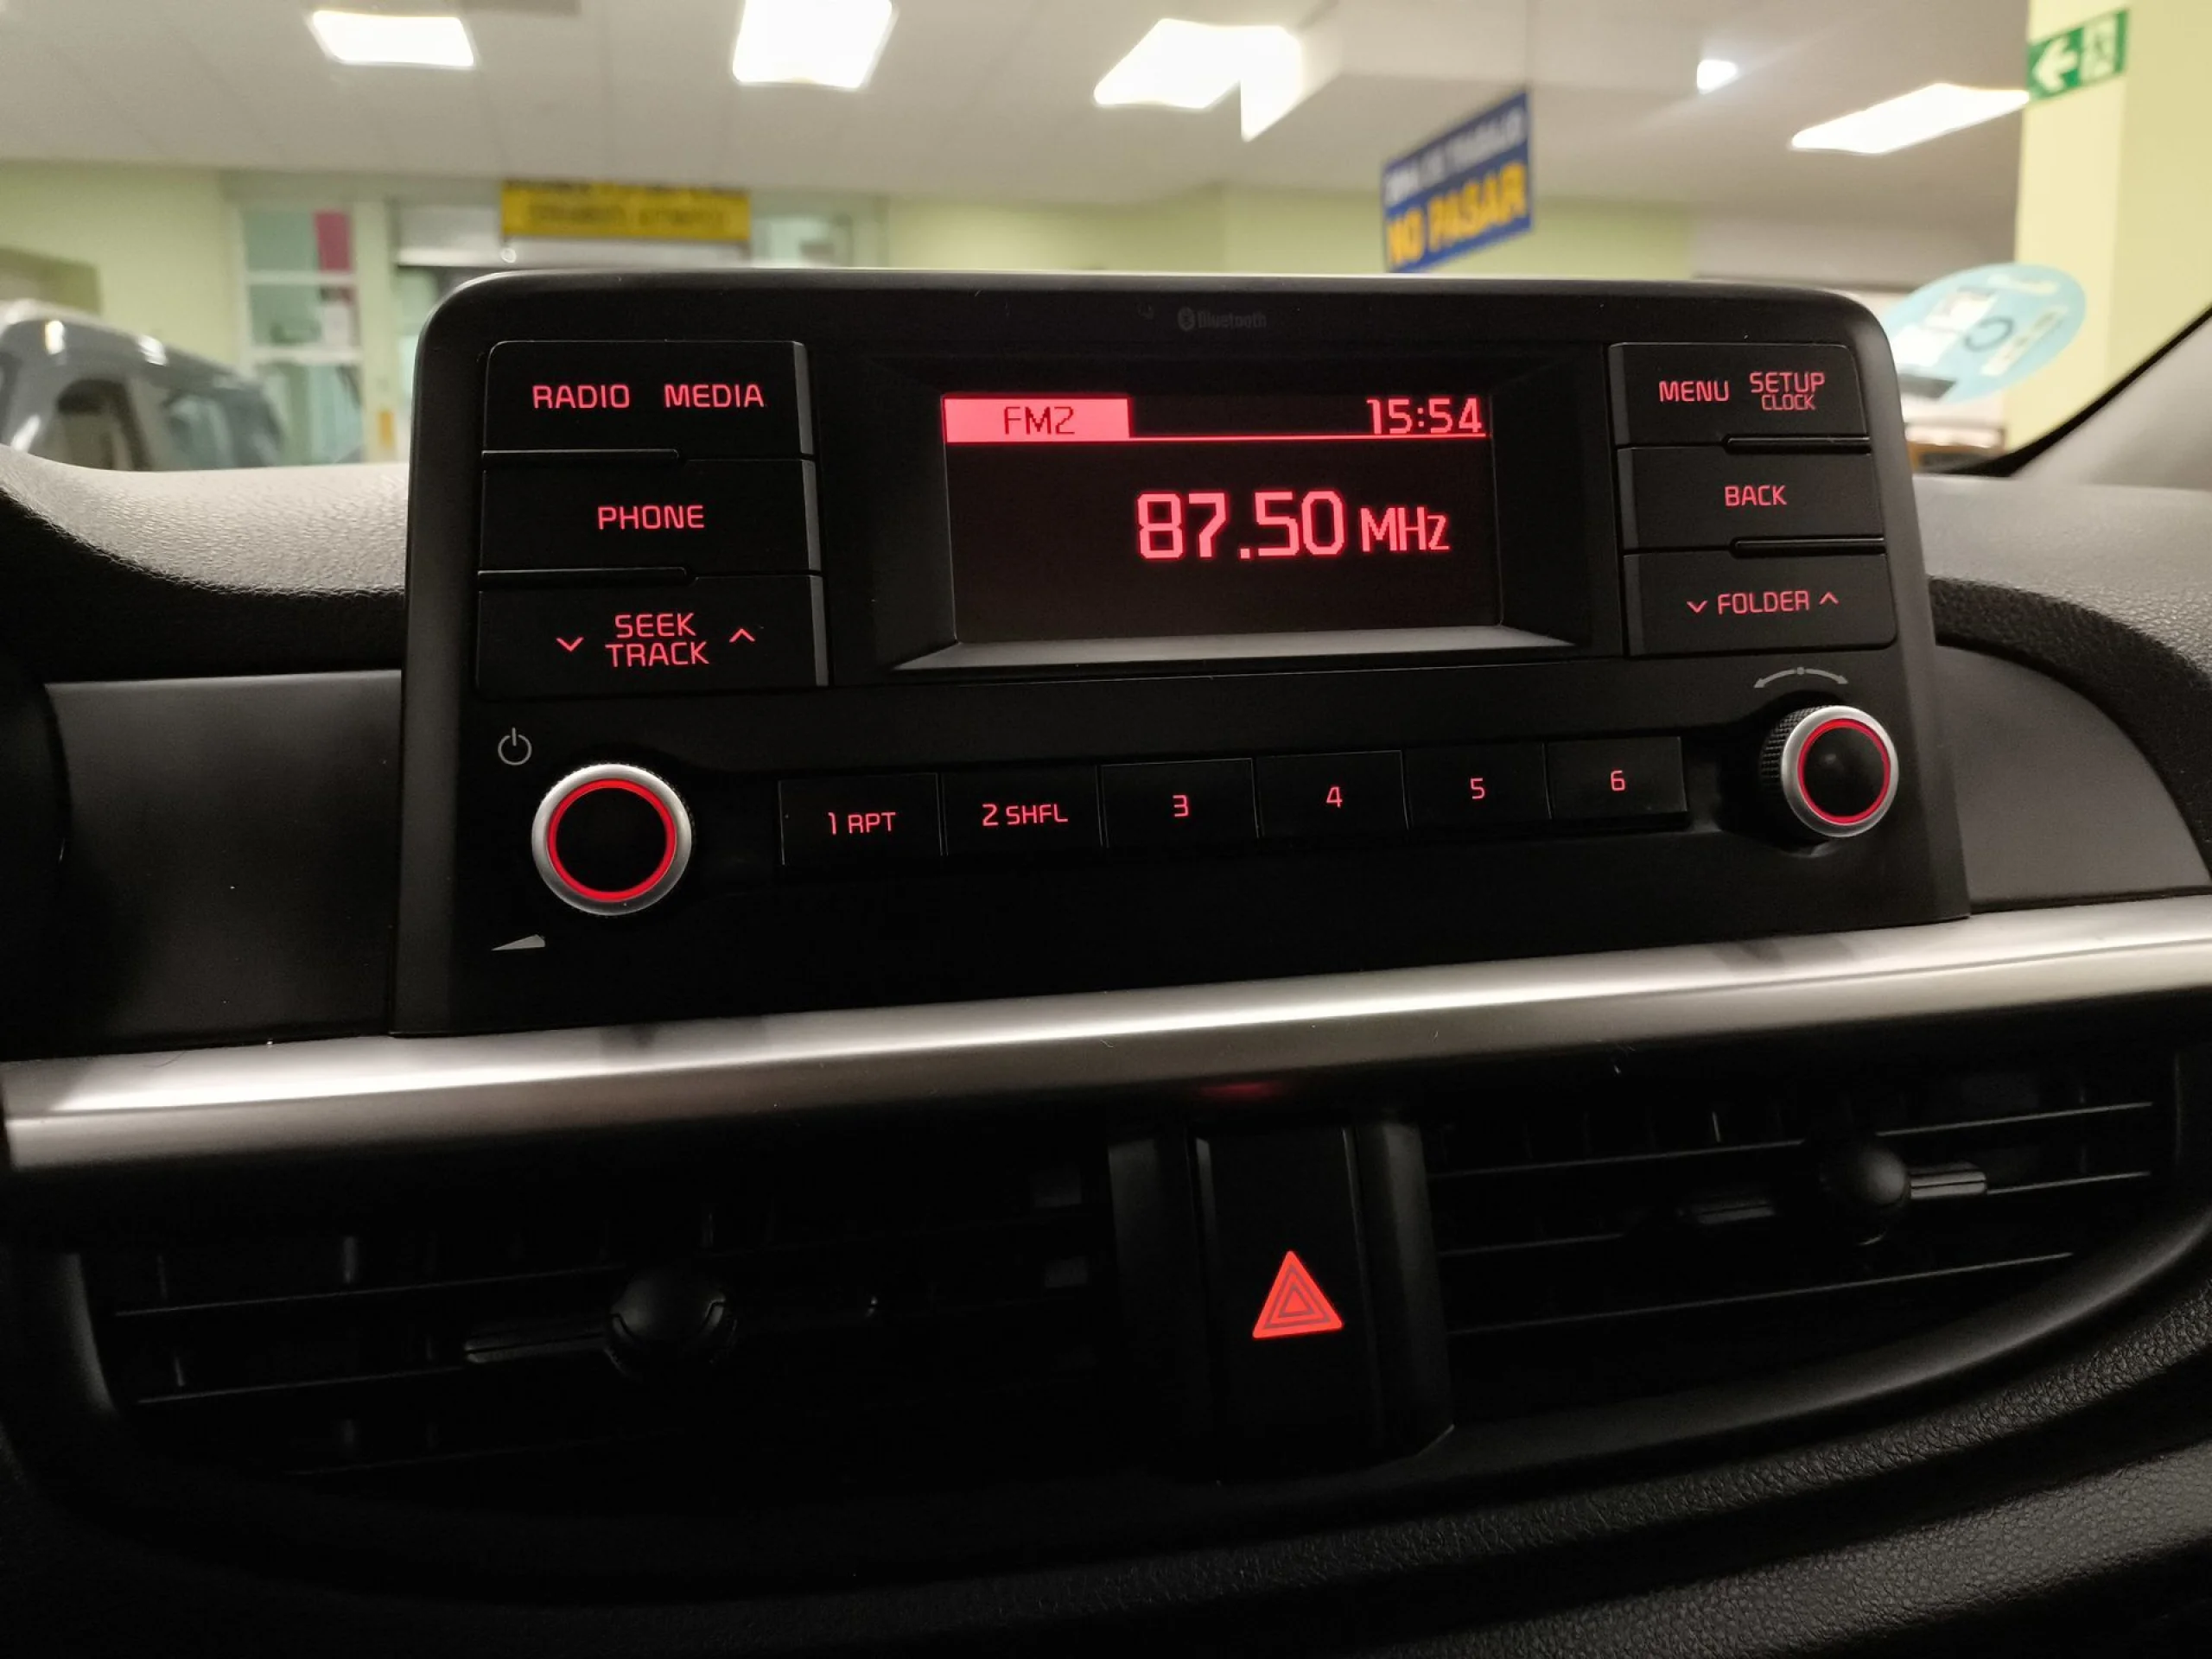 NO PASAR
Bluetooth
RADIO MEDIA
FM2 15:54
MENU SETUP
CLOCK
PHONE
87.50 MHz
BACK
SEEK
TRACK
FOLDER
1 RPT 2 SHFL 3 4 5 6